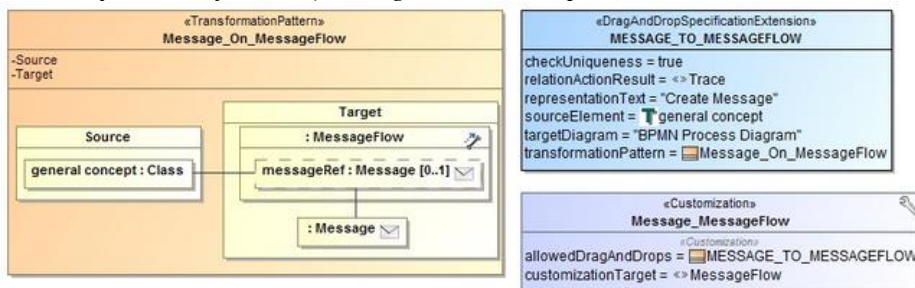 «TransformationPattern»
Message_On_MessageFlow
-Source
-Target
Source
general concept : Class
Target
: MessageFlow
messageRef : Message [0..1]
: Message
«DragAndDropSpecificationExtension»
MESSAGE_TO_MESSAGEFLOW
checkUniqueness = true
relationActionResult = <> Trace
representationText = "Create Message"
sourceElement = T general concept
targetDiagram = "BPMN Process Diagram"
transformationPattern = Message_On_MessageFlow
«Customization»
Message_MessageFlow
«Customization»
allowedDragAndDrops = MESSAGE_TO_MESSAGEFLOW
customizationTarget = <> MessageFlow